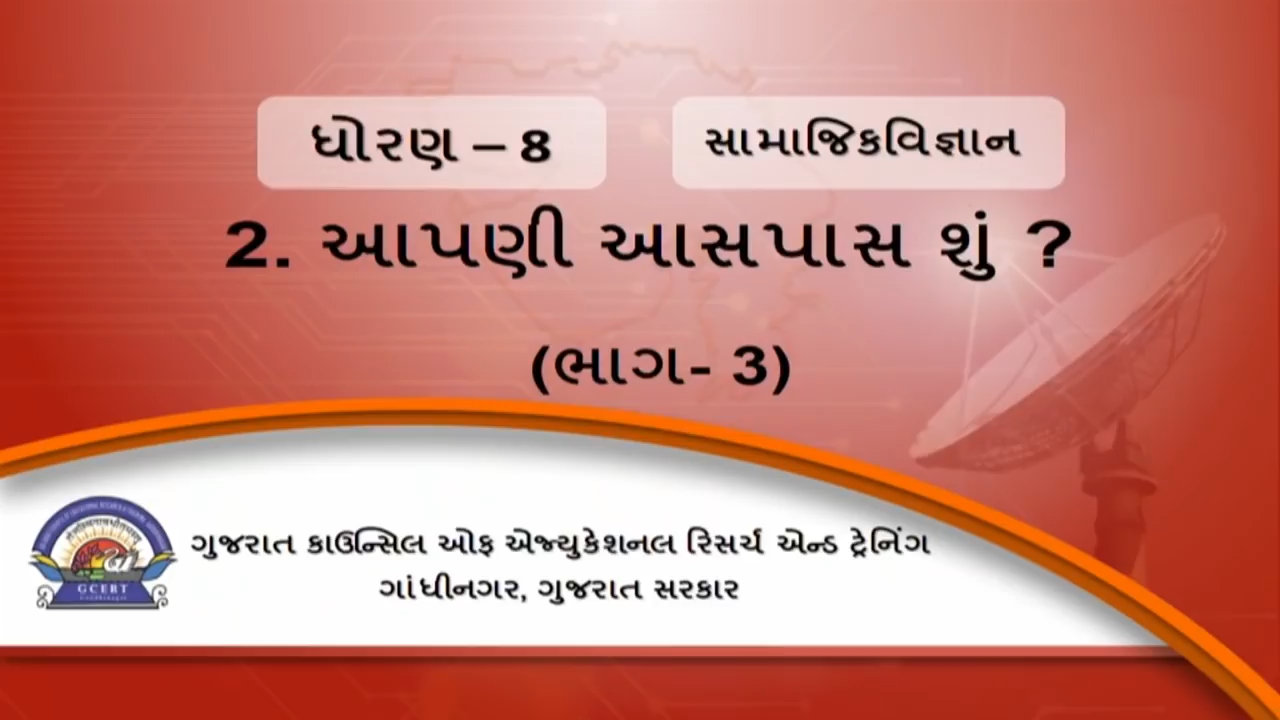 ધોરણ – 8
સામાજિકવિજ્ઞાન
2. આપણી આસપાસ શું ?
(ભાગ- 3)
ગુજરાત કાઉન્સિલ ઓફ એજ્યુકેશનલ રિસર્ચ એન્ડ ટ્રેનિંગ
ગાંધીનગર, ગુજરાત સરકાર
GCERT